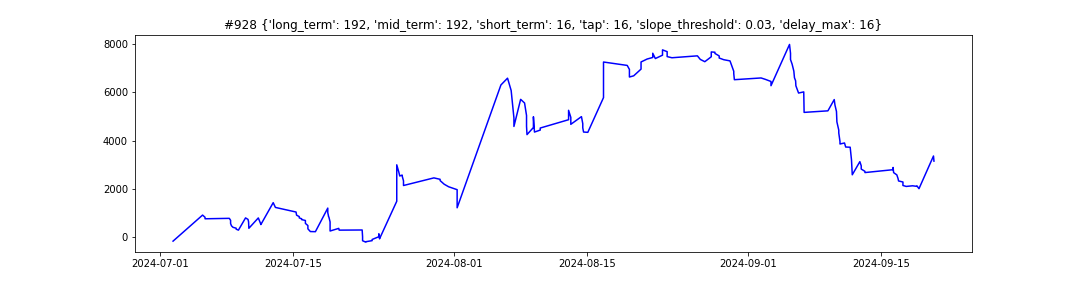 #928 {'long_term': 192, 'mid_term': 192, 'short_term': 16, 'tap': 16, 'slope_threshold': 0.03, 'delay_max': 16}
8000
6000
4000
2000
0
2024-07-01 2024-07-15 2024-08-01 2024-08-15 2024-09-01 2024-09-15